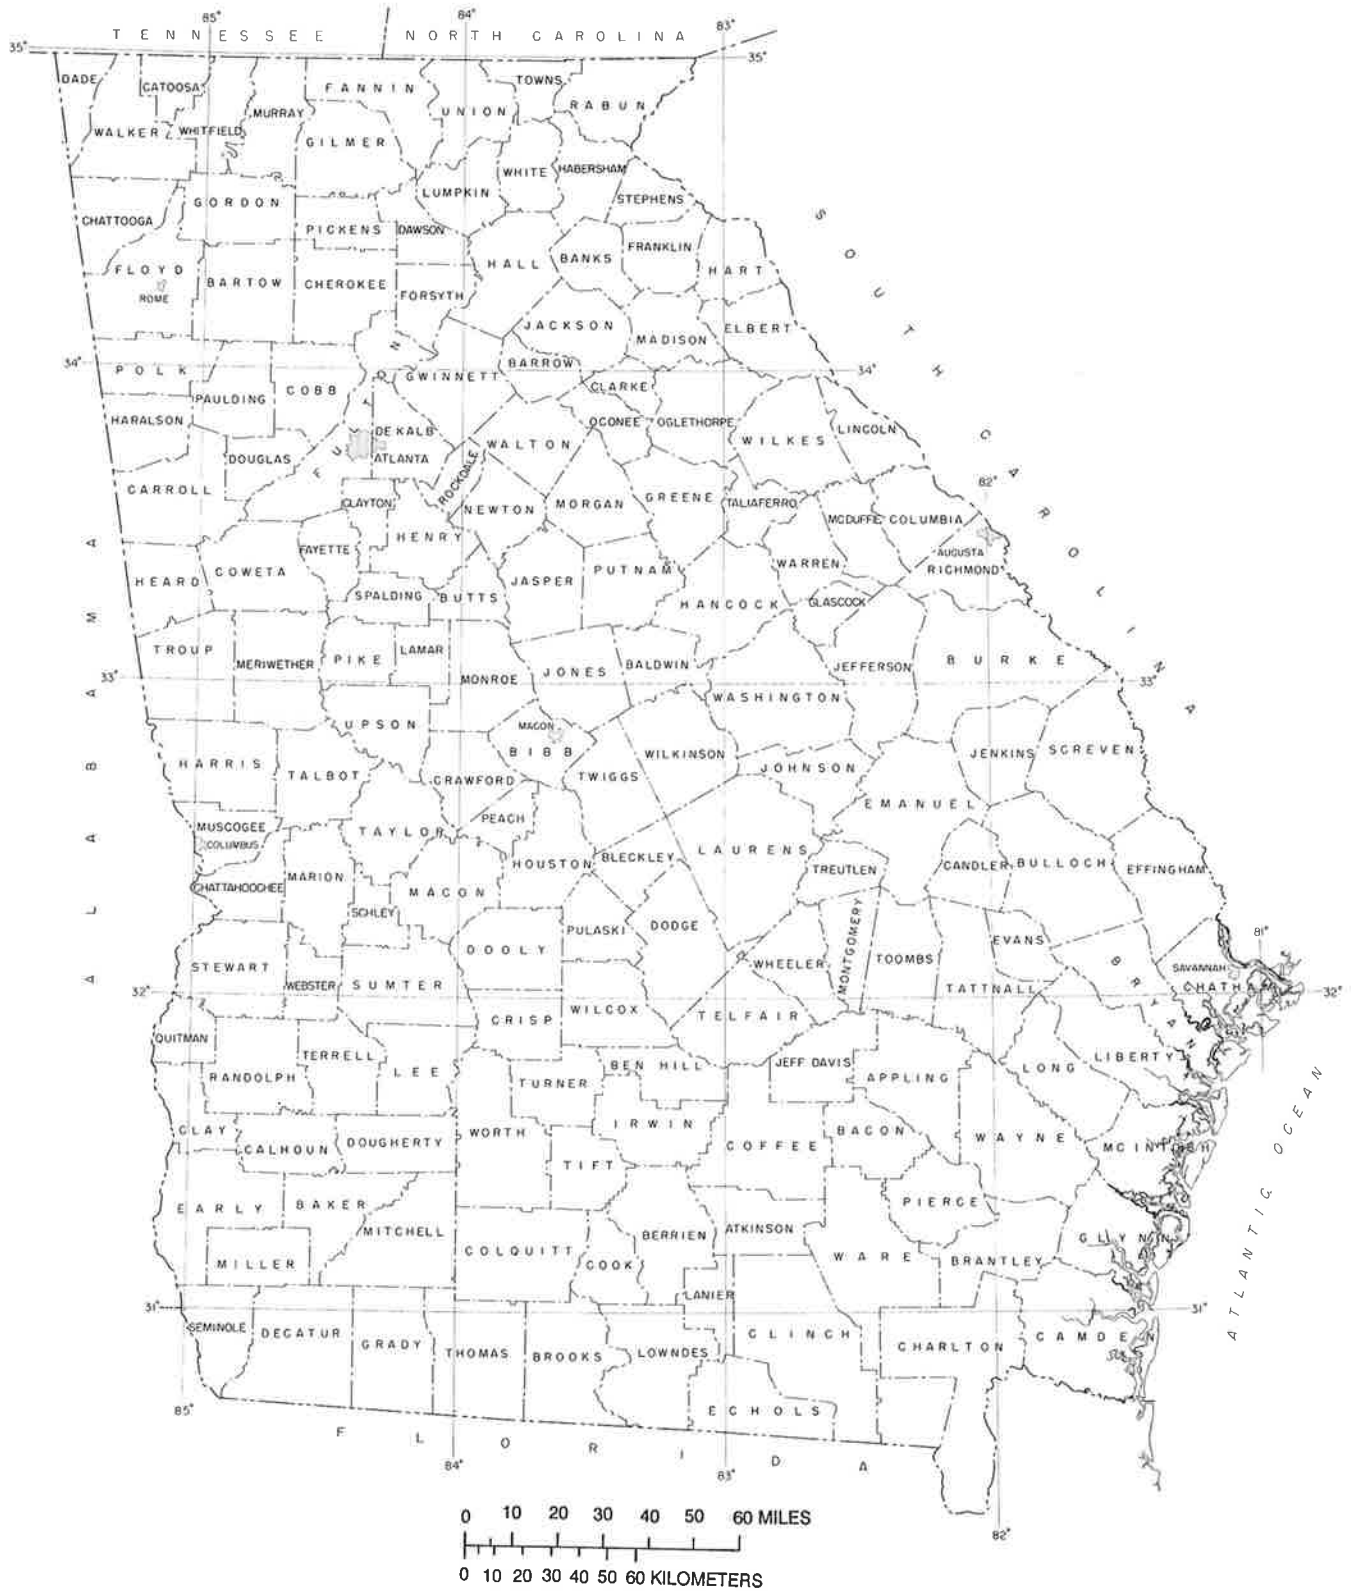 85°
84°
83°
TENNESSEE
NORTH CAROLINA
35°
35°
DADE
CATOOSA
FANNIN
TOWNS
UNION
RABUN
MURRAY
WALKER
WHITFIELD
GILMER
WHITE
HABERSHAM
LUMPKIN
STEPHENS
GORDON
CHATTOOGA
PICKENS
DAWSON
SOUTH CAROLINA
FRANKLIN
BANKS
HALL
HART
FLOYD
ROME
BARTOW
CHEROKEE
FORSYTH
JACKSON
ELBERT
MADISON
34°
BARROW
34°
POLK
GWINNETT
CLARKE
COBB
PAULDING
HARALSON
OCONEE
OGLETHORPE
LINCOLN
FULTON
DE KALB
WALTON
WILKES
DOUGLAS
ATLANTA
ROCKDALE
82°
CARROLL
GREENE
CLAYTON
NEWTON
MORGAN
TALIAFERRO
MCDUFFIE
COLUMBIA
HENRY
ALABAMA
FAYETTE
AUGUSTA
WARREN
RICHMOND
COWETA
PUTNAM
HEARD
JASPER
SPALDING
BUTTS
HANCOCK
GLASCOCK
TROUP
LAMAR
PIKE
MERIWETHER
BALDWIN
JEFFERSON
BURKE
JONES
33°
MONROE
33°
WASHINGTON
UPSON
MACON
BIBB
WILKINSON
JENKINS
SCREVEN
HARRIS
TALBOT
CRAWFORD
TWIGGS
JOHNSON
EMANUEL
PEACH
MUSCOGEE
TAYLOR
COLUMBUS
LAURENS
HOUSTON
BLECKLEY
CANDLER
BULLOCH
TREUTLEN
EFFINGHAM
MARION
CHATTAHOOCHEE
MACON
SCHLEY
DODGE
PULASKI
MONTGOMERY
81°
DOOLY
EVANS
STEWART
WHEELER
TOOMBS
BRYAN
SAVANNAH
CHATHAM
WEBSTER
SUMTER
TATTNALL
32°
32°
CRISP
WILCOX
TELFAIR
QUITMAN
TERRELL
LIBERTY
LEE
BEN HILL
JEFF DAVIS
LONG
RANDOLPH
TURNER
APPLING
CLAY
WORTH
IRWIN
BACON
CALHOUN
DOUGHERTY
COFFEE
WAYNE
MCINTOSH
ATLANTIC OCEAN
TIFT
EARLY
BAKER
PIERCE
MITCHELL
ATKINSON
BERRIEN
GLYNN
COLQUITT
COOK
WARE
BRANTLEY
MILLER
LANIER
31°
31°
SEMINOLE
DECATUR
GRADY
THOMAS
BROOKS
LOWNDES
CLINCH
CHARLTON
CAMDEN
ECHOLS
85°
FLORIDA
84°
83°
82°
0 10 20 30 40 50 60 MILES
0 10 20 30 40 50 60 KILOMETERS